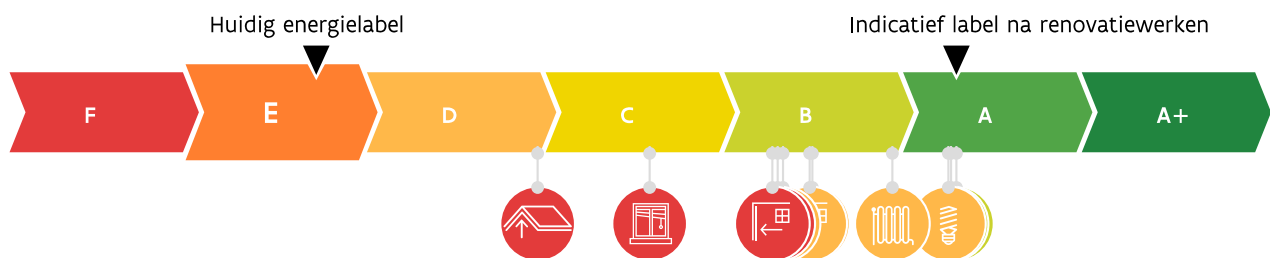 Huidig energielabel Indicatief label na renovatiewerken
F E D C B A A+